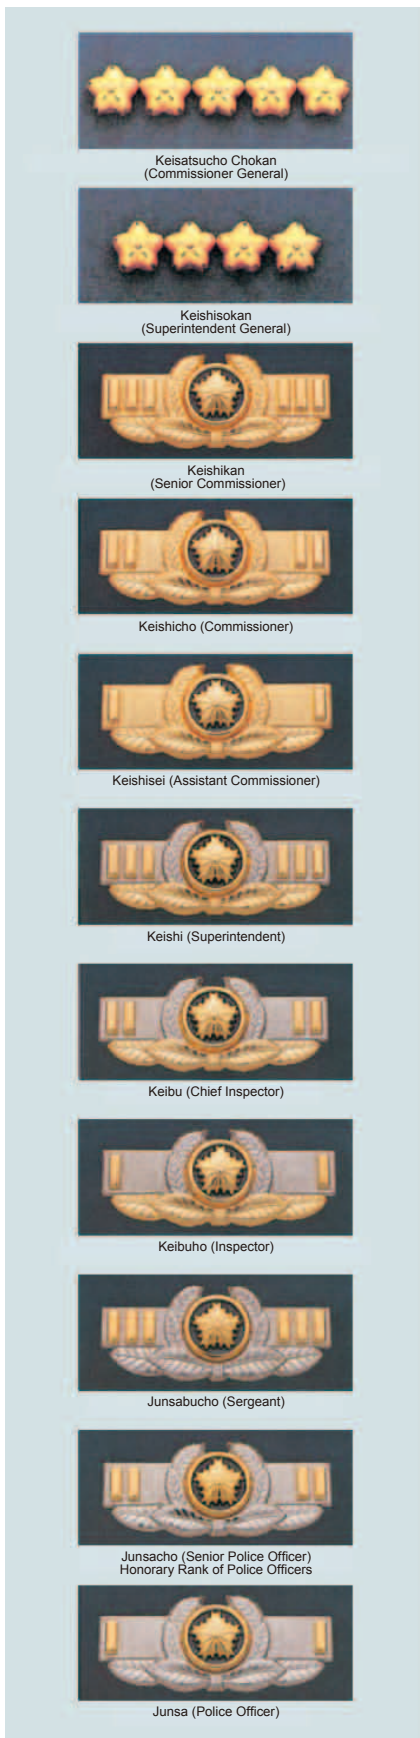 Keisatsucho Chokan
(Commissioner General)
Keishisokan
(Superintendent General)
Keishikan
(Senior Commissioner)
Keishicho (Commissioner)
Keishisei (Assistant Commissioner)
Keishi (Superintendent)
Keibu (Chief Inspector)
Keibuho (Inspector)
Junsabucho (Sergeant)
Junsacho (Senior Police Officer)
Honorary Rank of Police Officers
Junsa (Police Officer)